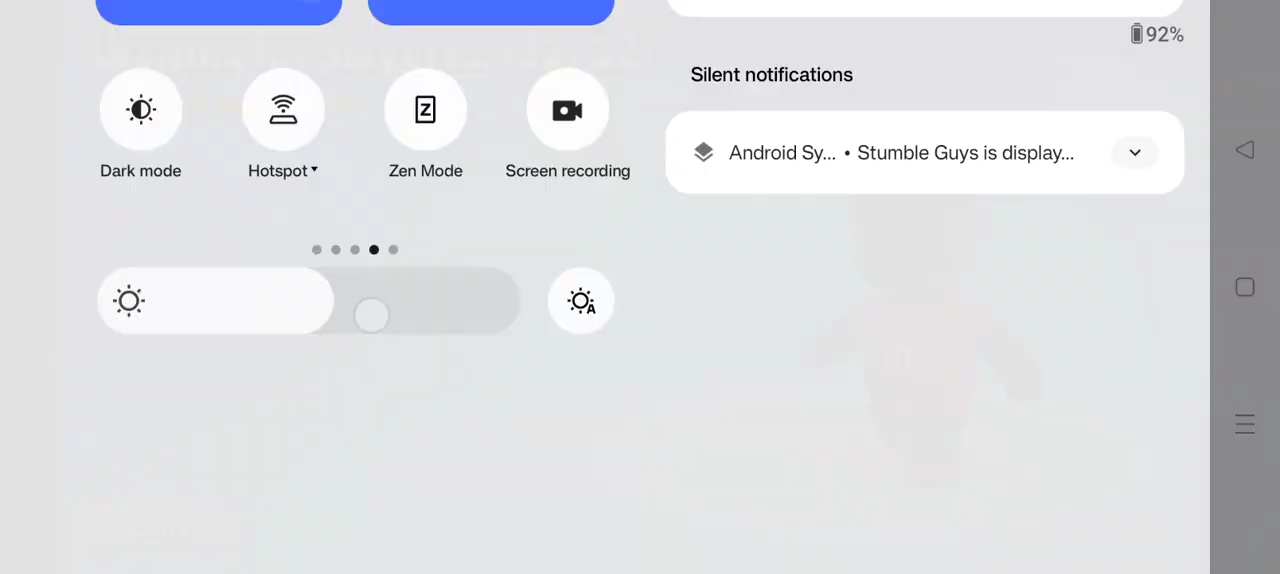 92%
Silent notifications
Android Sy... • Stumble Guys is display...
Dark mode
Hotspot
Zen Mode
Screen recording